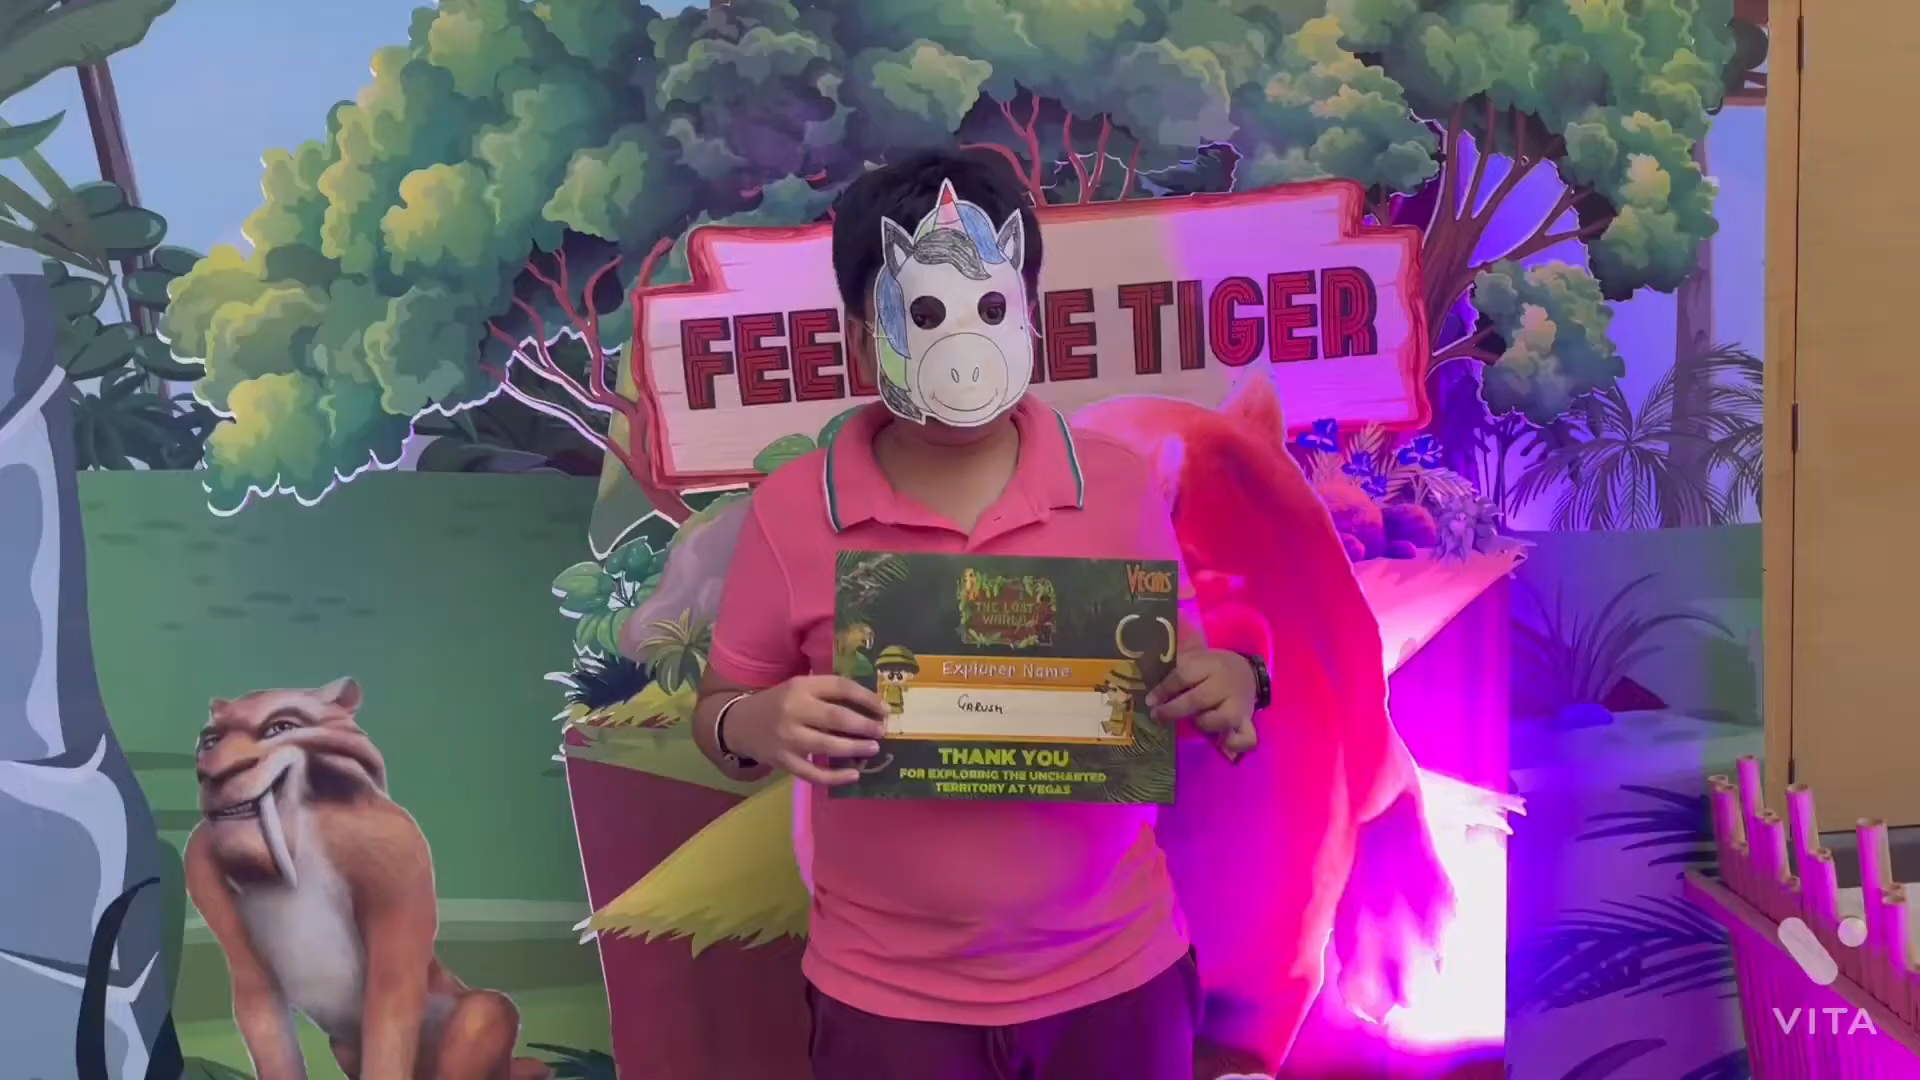 FEE
E TIGER
VEGAS
THE LOST
WORLD
Explorer Name
GARUSH
THANK YOU
FOR EXPLORING THE UNCHARTED
TERRITORY AT VEGAS
VITA